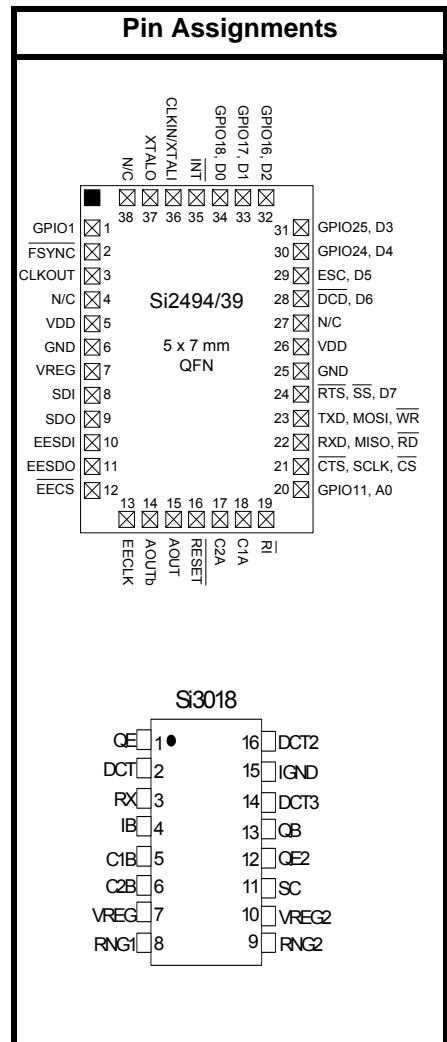 Pin Assignments
N/C
XTALO
CLKIN/XTALI
INT
GPIO18, D0
GPIO17, D1
GPIO16, D2
38 37 36 35 34 33 32
GPIO1 1
FSYNC 2
CLKOUT 3
N/C 4
VDD 5
GND 6
VREG 7
SDI 8
SDO 9
EESDI 10
EESDO 11
EECS 12
Si2494/39
5 x 7 mm
QFN
31 GPIO25, D3
30 GPIO24, D4
29 ESC, D5
28 DCD, D6
27 N/C
26 VDD
25 GND
24 RTS, SS, D7
23 TXD, MOSI, WR
22 RXD, MISO, RD
21 CTS, SCLK, CS
20 GPIO11, A0
13 14 15 16 17 18 19
EECLK
AOUTb
AOUT
RESET
C2A
C1A
RI
Si3018
QE 1 16 DCT2
DCT 2 15 IGND
RX 3 14 DCT3
IB 4 13 QB
C1B 5 12 QE2
C2B 6 11 SC
VREG 7 10 VREG2
RNG1 8 9 RNG2